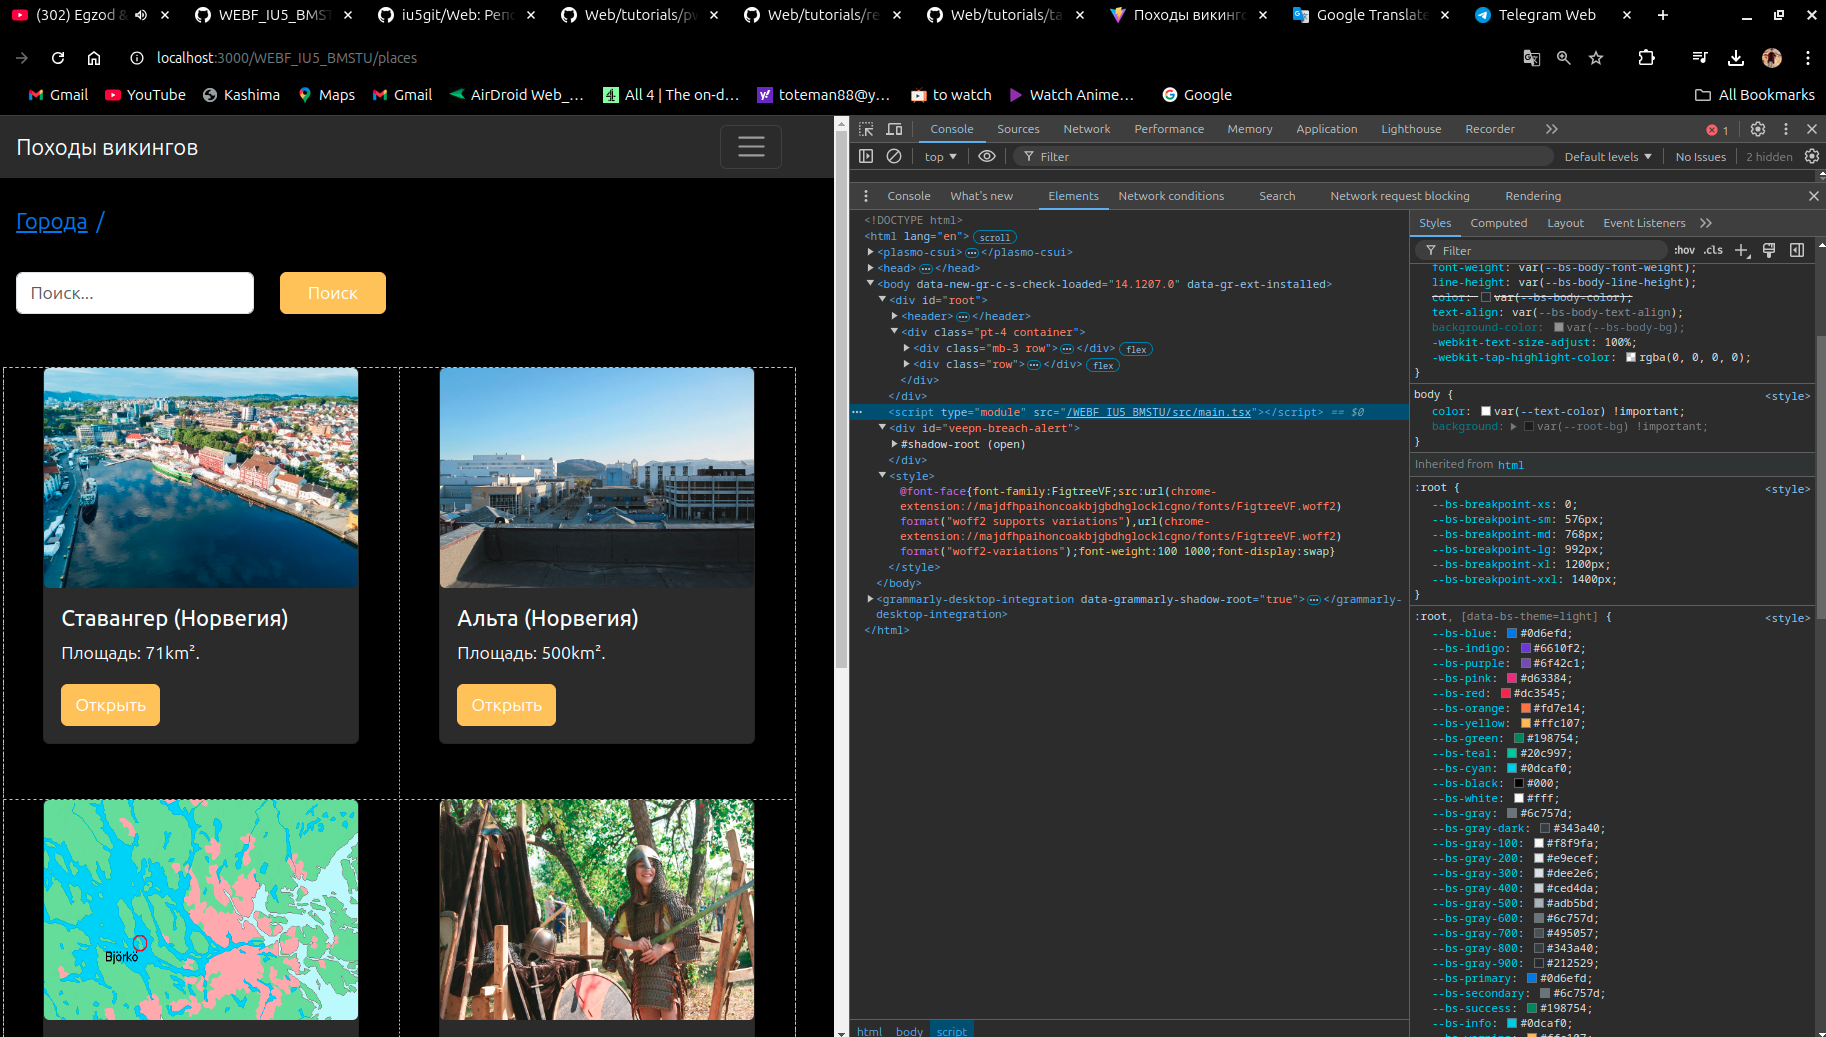 (302) Egzod &
WEBF_IU5_BMST
iu5git/Web: Репо
Web/tutorials/pw
Web/tutorials/re
Web/tutorials/ta
Походы викинго
Google Translate
Telegram Web
localhost:3000/WEBF_IU5_BMSTU/places
Gmail
YouTube
Kashima
Maps
Gmail
AirDroid Web_...
All 4 | The on-d...
toteman88@y...
to watch
Watch Anime...
Google
All Bookmarks
Походы викингов
Города /
Поиск...
Поиск
Ставангер (Норвегия)
Площадь: 71km².
Открыть
Альта (Норвегия)
Площадь: 500km².
Открыть
Björkö
Console
Sources
Network
Performance
Memory
Application
Lighthouse
Recorder
1
top
Filter
Default levels
No Issues
2 hidden
Console
What's new
Elements
Network conditions
Search
Network request blocking
Rendering
<!DOCTYPE html>
<html lang="en"> scroll
<plasmo-csui> ... </plasmo-csui>
<head> ... </head>
<body data-new-gr-c-s-check-loaded="14.1207.0" data-gr-ext-installed>
<div id="root">
<header> ... </header>
<div class="pt-4 container">
<div class="mb-3 row"> ... </div> flex
<div class="row"> ... </div> flex
</div>
</div>
<script type="module" src="/WEBF_IU5_BMSTU/src/main.tsx"></script> == $0
<div id="veepn-breach-alert">
#shadow-root (open)
</div>
<style>
@font-face{font-family:FigtreeVF;src:url(chrome-
extension://majdfhpaihoncoakbjgbdhglocklcgno/fonts/FigtreeVF.woff2)
format("woff2 supports variations"),url(chrome-
extension://majdfhpaihoncoakbjgbdhglocklcgno/fonts/FigtreeVF.woff2)
format("woff2-variations");font-weight:100 1000;font-display:swap}
</style>
</body>
<grammarly-desktop-integration data-grammarly-shadow-root="true"> ... </grammarly-
desktop-integration>
</html>
html
body
script
Styles
Computed
Layout
Event Listeners
Filter
:hov
.cls
font-weight: var(--bs-body-font-weight);
line-height: var(--bs-body-line-height);
color: var(--bs-body-color);
text-align: var(--bs-body-text-align);
background-color: var(--bs-body-bg);
-webkit-text-size-adjust: 100%;
-webkit-tap-highlight-color: rgba(0, 0, 0, 0);
}
body {
<style>
color: var(--text-color) !important;
background: var(--root-bg) !important;
}
Inherited from html
:root {
<style>
--bs-breakpoint-xs: 0;
--bs-breakpoint-sm: 576px;
--bs-breakpoint-md: 768px;
--bs-breakpoint-lg: 992px;
--bs-breakpoint-xl: 1200px;
--bs-breakpoint-xxl: 1400px;
}
:root, [data-bs-theme=light] {
<style>
--bs-blue: #0d6efd;
--bs-indigo: #6610f2;
--bs-purple: #6f42c1;
--bs-pink: #d63384;
--bs-red: #dc3545;
--bs-orange: #fd7e14;
--bs-yellow: #ffc107;
--bs-green: #198754;
--bs-teal: #20c997;
--bs-cyan: #0dcaf0;
--bs-black: #000;
--bs-white: #fff;
--bs-gray: #6c757d;
--bs-gray-dark: #343a40;
--bs-gray-100: #f8f9fa;
--bs-gray-200: #e9ecef;
--bs-gray-300: #dee2e6;
--bs-gray-400: #ced4da;
--bs-gray-500: #adb5bd;
--bs-gray-600: #6c757d;
--bs-gray-700: #495057;
--bs-gray-800: #343a40;
--bs-gray-900: #212529;
--bs-primary: #0d6efd;
--bs-secondary: #6c757d;
--bs-success: #198754;
--bs-info: #0dcaf0;